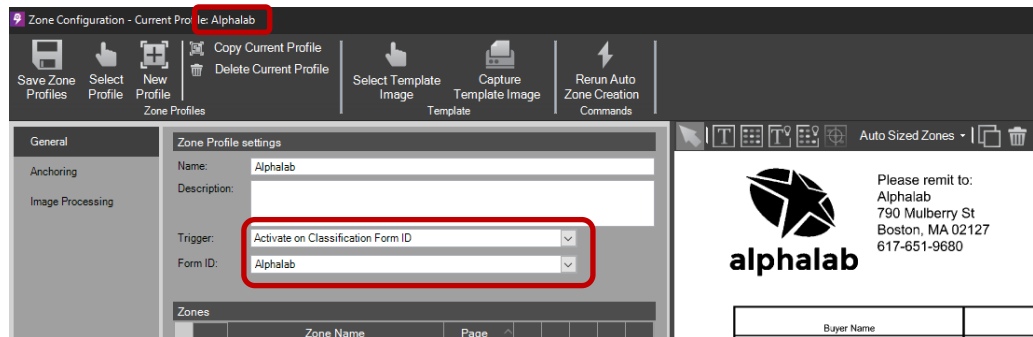 Zone Configuration - Current Profile: Alphalab
Copy Current Profile
Delete Current Profile
Save Zone Profiles
Select Profile
New Profile
Select Template Image
Capture Template Image
Rerun Auto Zone Creation
Zone Profiles
Template
Commands
General
Anchoring
Image Processing
Zone Profile settings
Name: Alphalab
Description:
Trigger: Activate on Classification Form ID
Form ID: Alphalab
Zones
Zone Name Page
Auto Sized Zones
alphalab
Please remit to:
Alphalab
790 Mulberry St
Boston, MA 02127
617-651-9680
Buyer Name